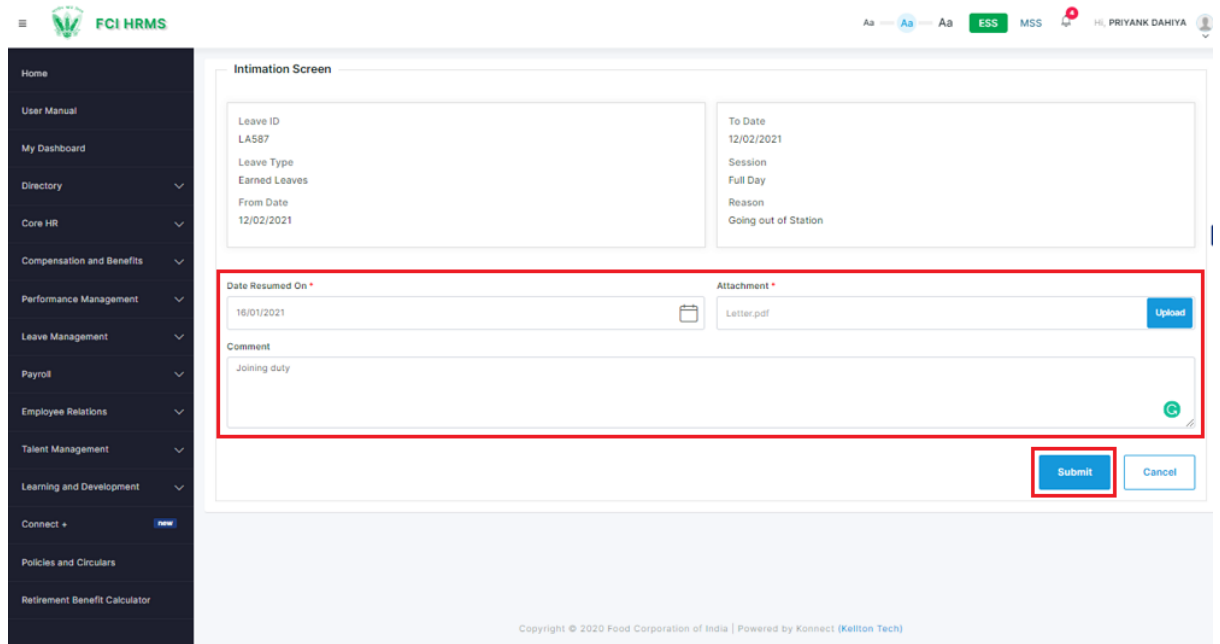 FCI HRMS
Aa Aa Aa ESS MSS 4 Hi, PRIYANK DAHIYA
Home
User Manual
My Dashboard
Directory
Core HR
Compensation and Benefits
Performance Management
Leave Management
Payroll
Employee Relations
Talent Management
Learning and Development
Connect + new
Policies and Circulars
Retirement Benefit Calculator
Intimation Screen
Leave ID
LA587
Leave Type
Earned Leaves
From Date
12/02/2021
To Date
12/02/2021
Session
Full Day
Reason
Going out of Station
Date Resumed On *
16/01/2021
Attachment *
Letter.pdf Upload
Comment
Joining duty
Submit Cancel
Copyright © 2020 Food Corporation of India | Powered by Konnect (Kellton Tech)